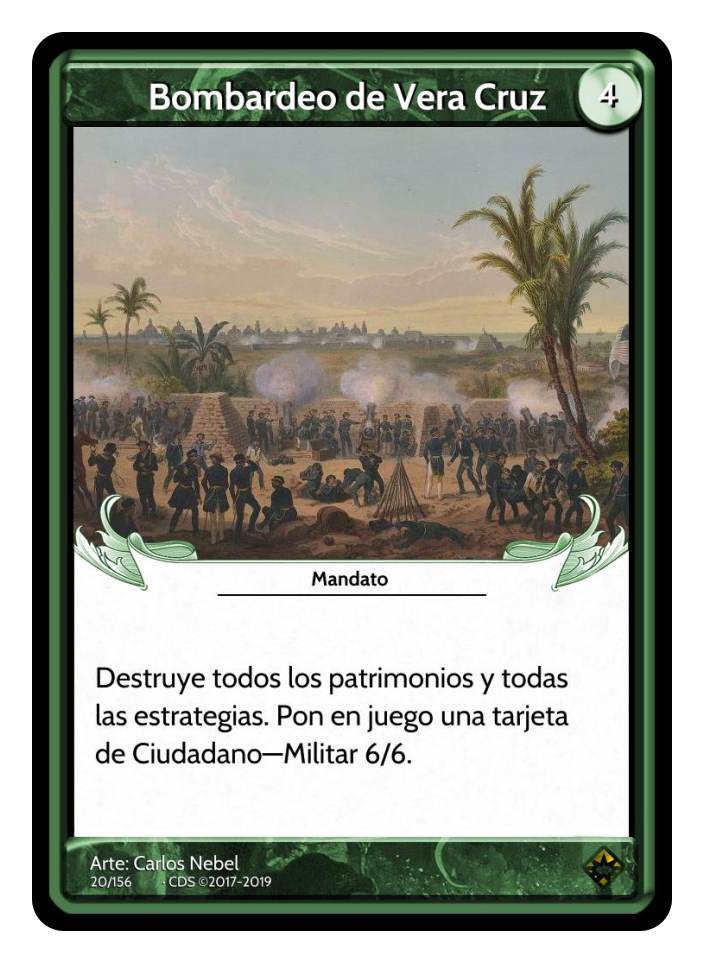 Bombardeo de Vera Cruz
4
Mandato
Destruye todos los patrimonios y todas
las estrategias. Pon en juego una tarjeta
de Ciudadano—Militar 6/6.
Arte: Carlos Nebel
20/156 · CDS ©2017-2019